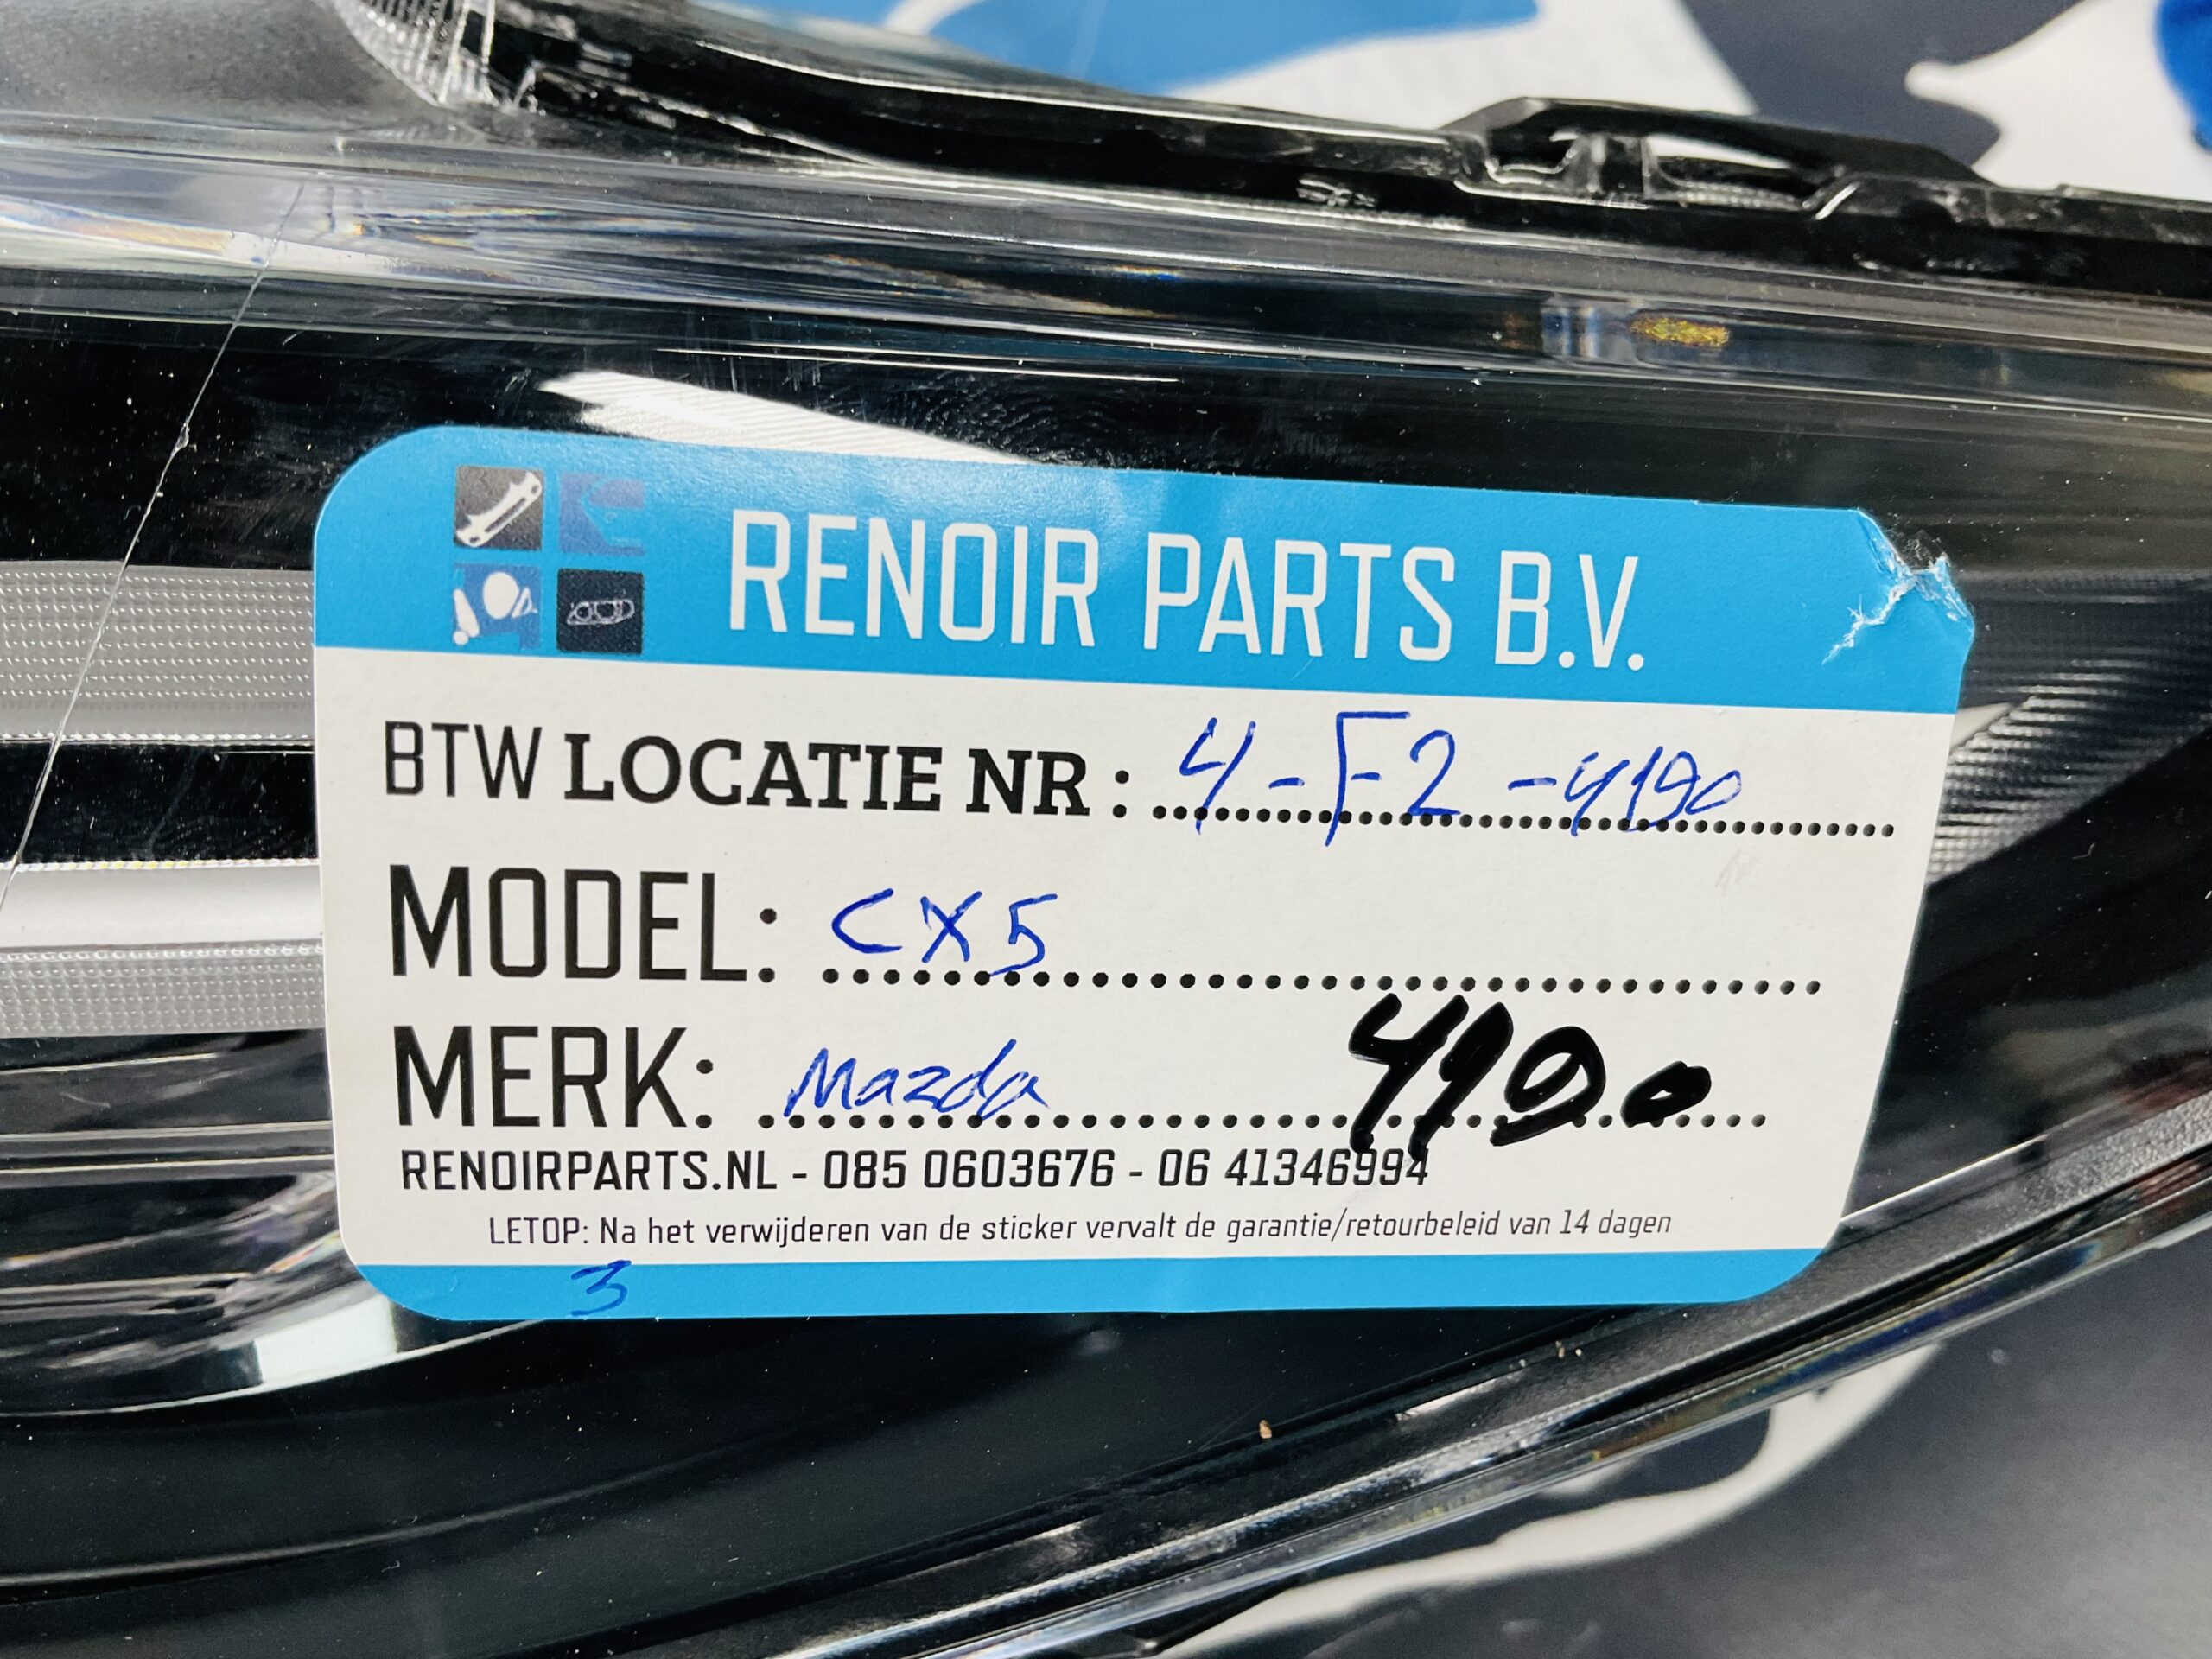 RENOIR PARTS B.V.
BTW LOCATIE NR : 4-F2-4190
MODEL: CX5
MERK: Mazda 4190
RENOIRPARTS.NL - 085 0603676 - 06 41346994
LETOP: Na het verwijderen van de sticker vervalt de garantie/retourbeleid van 14 dagen
3